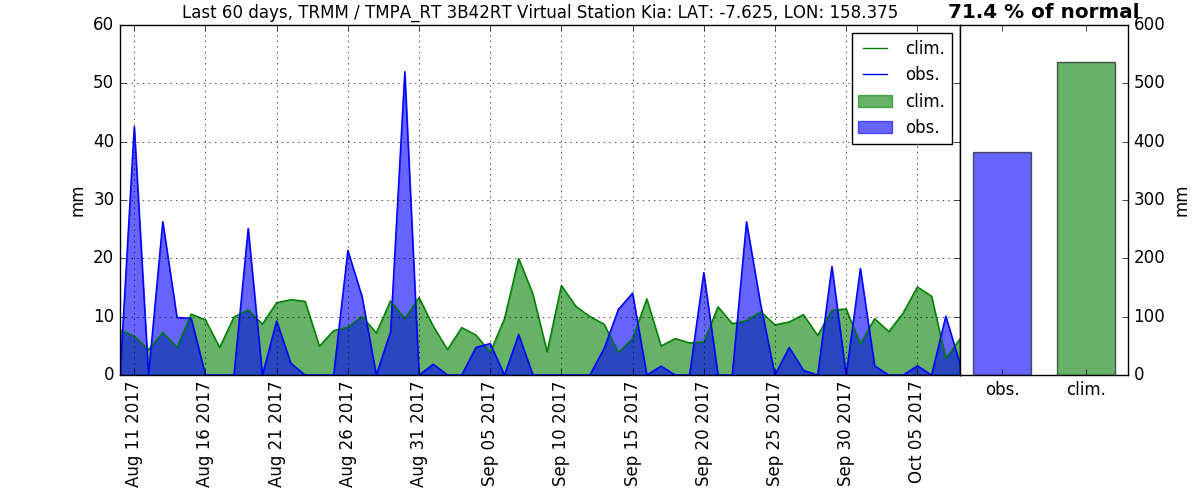 Last 60 days, TRMM / TMPA_RT 3B42RT Virtual Station Kia: LAT: -7.625, LON: 158.375
71.4 % of normal
60
50
40
30
20
10
0
mm
clim.
obs.
clim.
obs.
Aug 11 2017
Aug 16 2017
Aug 21 2017
Aug 26 2017
Aug 31 2017
Sep 05 2017
Sep 10 2017
Sep 15 2017
Sep 20 2017
Sep 25 2017
Sep 30 2017
Oct 05 2017
600
500
400
300
200
100
0
mm
obs.
clim.